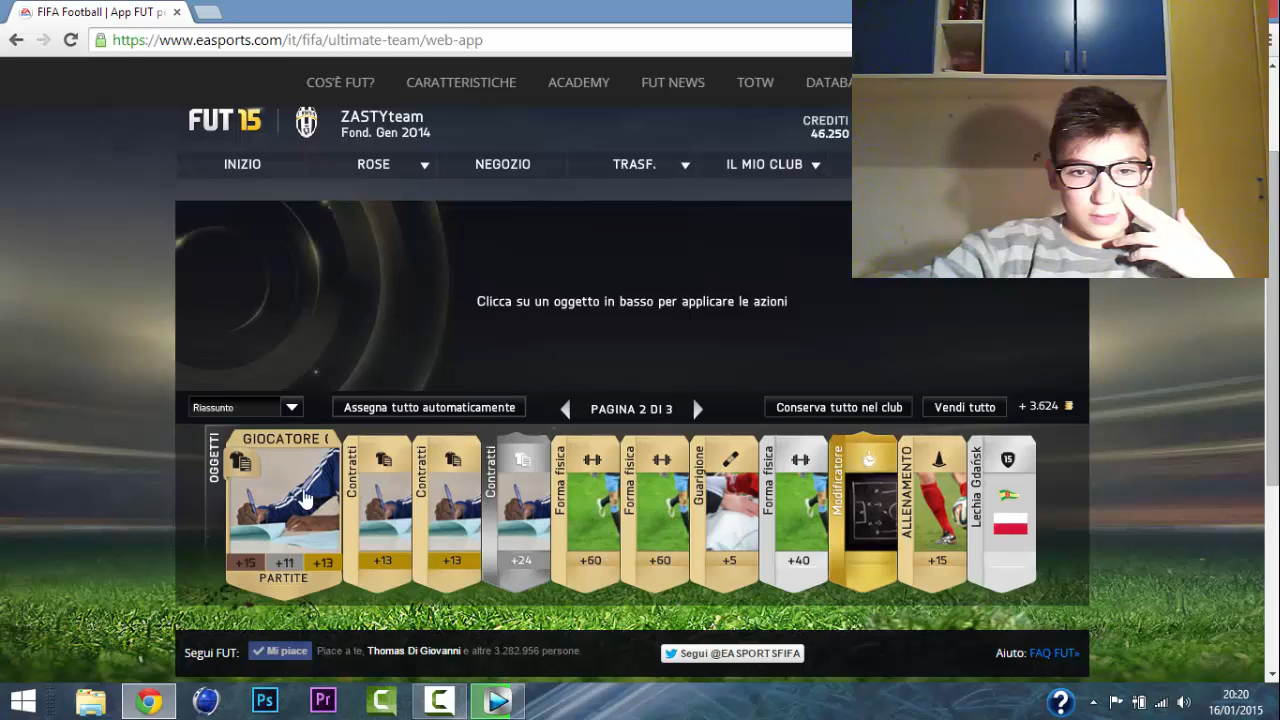 FIFA Football | App FUT p
https://www.easports.com/it/fifa/ultimate-team/web-app
COS'È FUT?
CARATTERISTICHE
ACADEMY
FUT NEWS
TOTW
DATABA
FUT 15
ZASTYteam
Fond. Gen 2014
CREDITI
46.250
INIZIO
ROSE
NEGOZIO
TRASF.
IL MIO CLUB
Clicca su un oggetto in basso per applicare le azioni
Riassunto
Assegna tutto automaticamente
PAGINA 2 DI 3
Conserva tutto nel club
Vendi tutto
+ 3.624
OGGETTI
GIOCATORE (
+15 +11 +13
PARTITE
Contratti
+13
Contratti
+13
Contratti
+24
Forma fisica
+60
Forma fisica
+60
Guarigione
+5
Forma fisica
+40
Modificatore
ALLENAMENTO
+15
Lechia Gdańsk
15
Segui FUT:
Mi piace
Piace a te, Thomas Di Giovanni e altre 3.282.956 persone.
Segui @EASPORTSFIFA
Aiuto: FAQ FUT»
Ps
Pr
C
C
?
20:20
16/01/2015